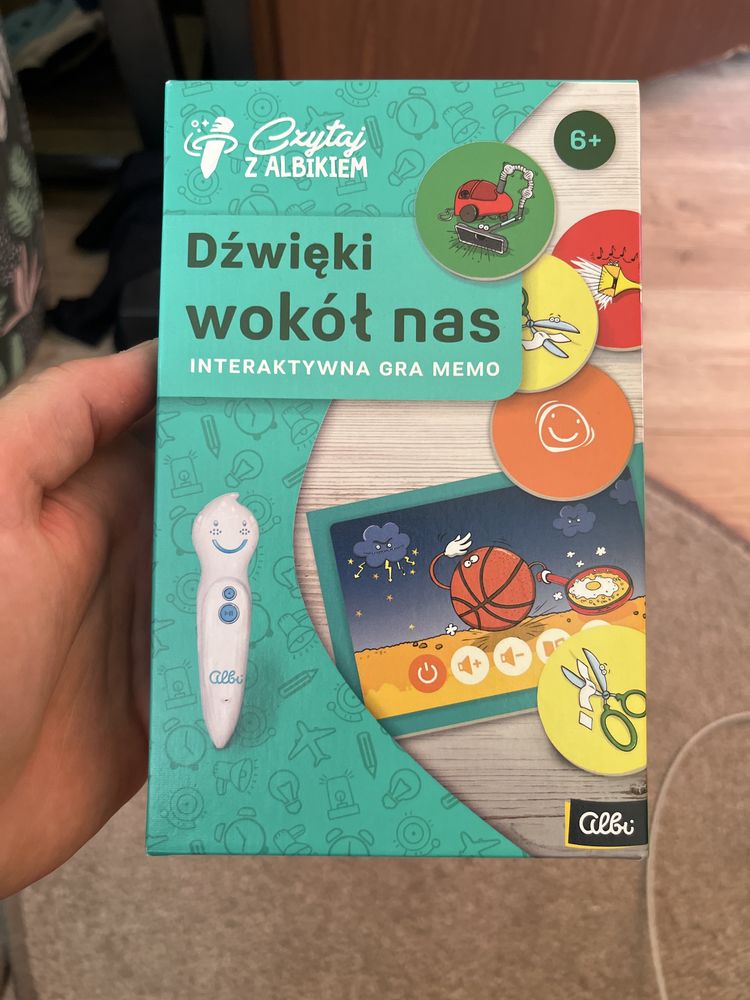 Czytaj
Z ALBIKIEM
6+
Dźwięki
wokół nas
INTERAKTYWNA GRA MEMO
albi
albi